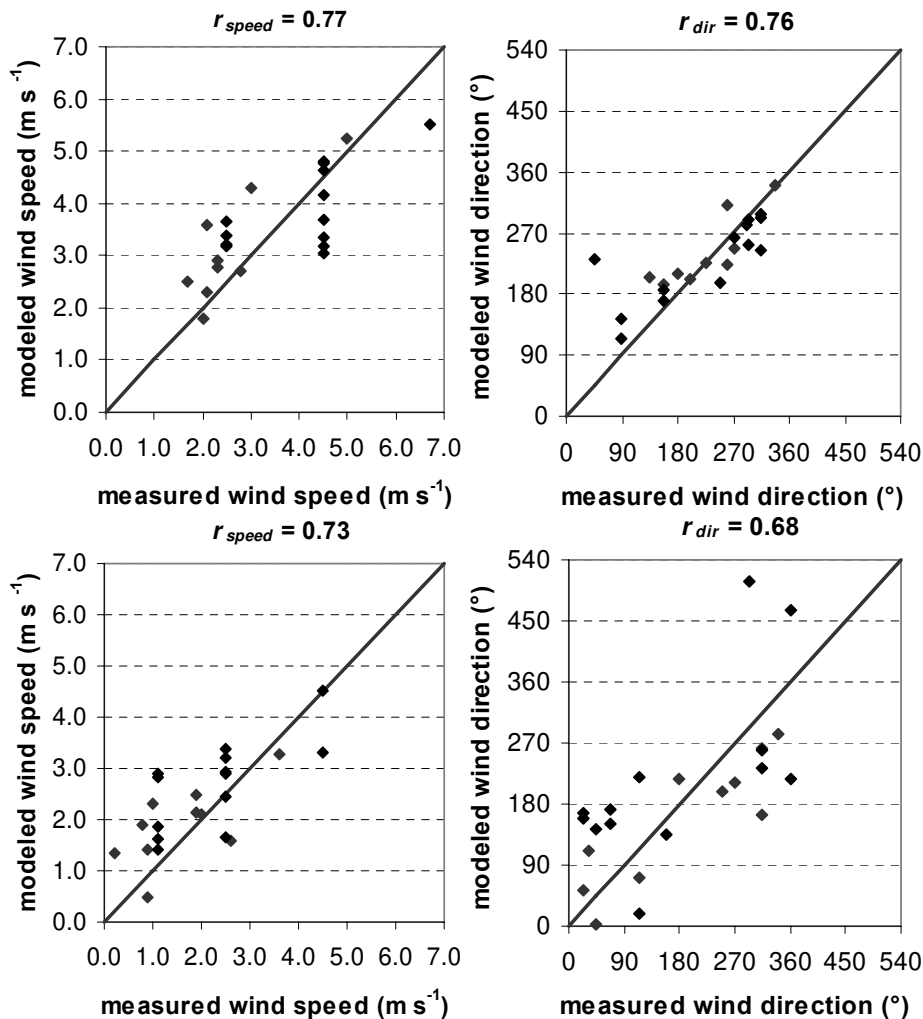 r speed = 0.77
modeled wind speed (m s⁻¹)
7.0
6.0
5.0
4.0
3.0
2.0
1.0
0.0
0.0 1.0 2.0 3.0 4.0 5.0 6.0 7.0
measured wind speed (m s⁻¹)
r dir = 0.76
modeled wind direction (°)
540
450
360
270
180
90
0
0 90 180 270 360 450 540
measured wind direction (°)
r speed = 0.73
modeled wind speed (m s⁻¹)
7.0
6.0
5.0
4.0
3.0
2.0
1.0
0.0
0.0 1.0 2.0 3.0 4.0 5.0 6.0 7.0
measured wind speed (m s⁻¹)
r dir = 0.68
modeled wind direction (°)
540
450
360
270
180
90
0
0 90 180 270 360 450 540
measured wind direction (°)